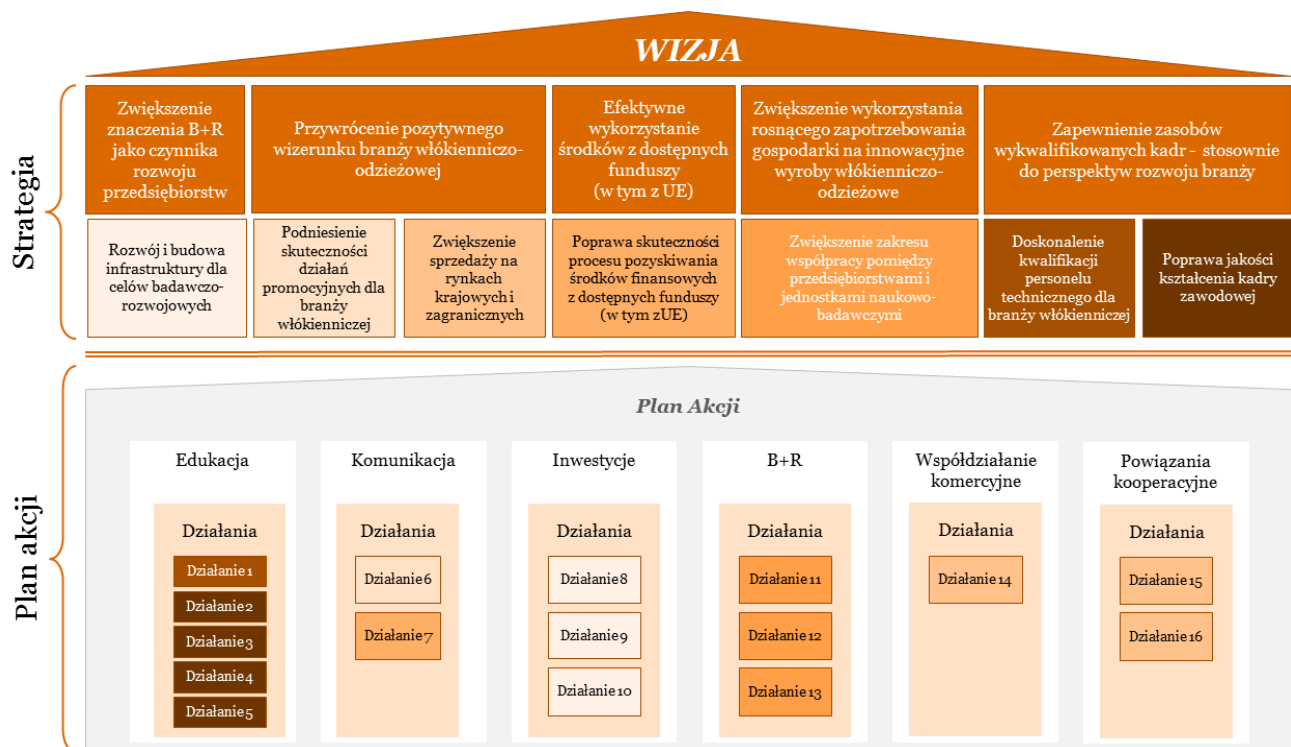 WIZJA
Strategia
Zwiększenie
znaczenia B+R
jako czynnika
rozwoju
przedsiębiorstw
Przywrócenie pozytywnego
wizerunku branży włókienniczo-
odzieżowej
Efektywne
wykorzystanie
środków z dostępnych
funduszy
(w tym z UE)
Zwiększenie wykorzystania
rosnącego zapotrzebowania
gospodarki na innowacyjne
wyroby włókienniczo-
odzieżowe
Zapewnienie zasobów
wykwalifikowanych kadr - stosownie
do perspektyw rozwoju branży
Rozwój i budowa
infrastruktury dla
celów badawczo-
rozwojowych
Podniesienie
skuteczności
działań
promocyjnych dla
branży
włókienniczej
Zwiększenie
sprzedaży na
rynkach
krajowych i
zagranicznych
Poprawa skuteczności
procesu pozyskiwania
środków finansowych
z dostępnych funduszy
(w tym zUE)
Zwiększenie zakresu
współpracy pomiędzy
przedsiębiorstwami i
jednostkami naukowo-
badawczymi
Doskonalenie
kwalifikacji
personelu
technicznego dla
branży włókienniczej
Poprawa jakości
kształcenia kadry
zawodowej
Plan akcji
Plan Akcji
Edukacja
Działania
Działanie 1
Działanie 2
Działanie 3
Działanie 4
Działanie 5
Komunikacja
Działania
Działanie 6
Działanie 7
Inwestycje
Działania
Działanie 8
Działanie 9
Działanie 10
B+R
Działania
Działanie 11
Działanie 12
Działanie 13
Współdziałanie
komercyjne
Działania
Działanie 14
Powiązania
kooperacyjne
Działania
Działanie 15
Działanie 16